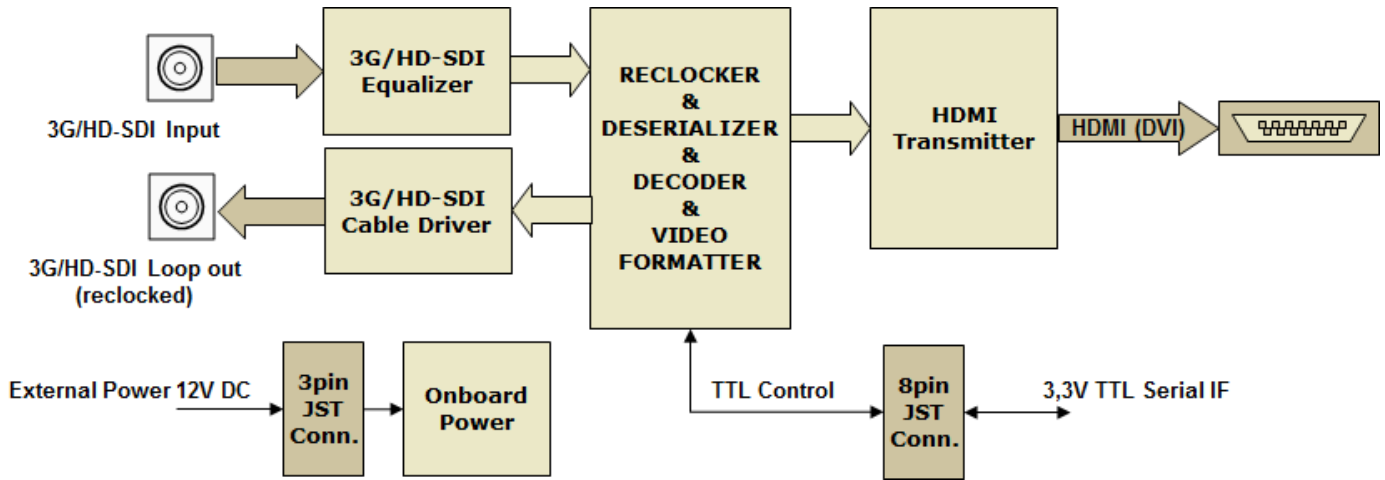 3G/HD-SDI Input
3G/HD-SDI
Equalizer
RECLOCKER
&
DESERIALIZER
&
DECODER
&
VIDEO
FORMATTER
HDMI
Transmitter
HDMI (DVI)
3G/HD-SDI Loop out
(reclocked)
3G/HD-SDI
Cable Driver
External Power 12V DC
3pin
JST
Conn.
Onboard
Power
TTL Control
8pin
JST
Conn.
3,3V TTL Serial IF